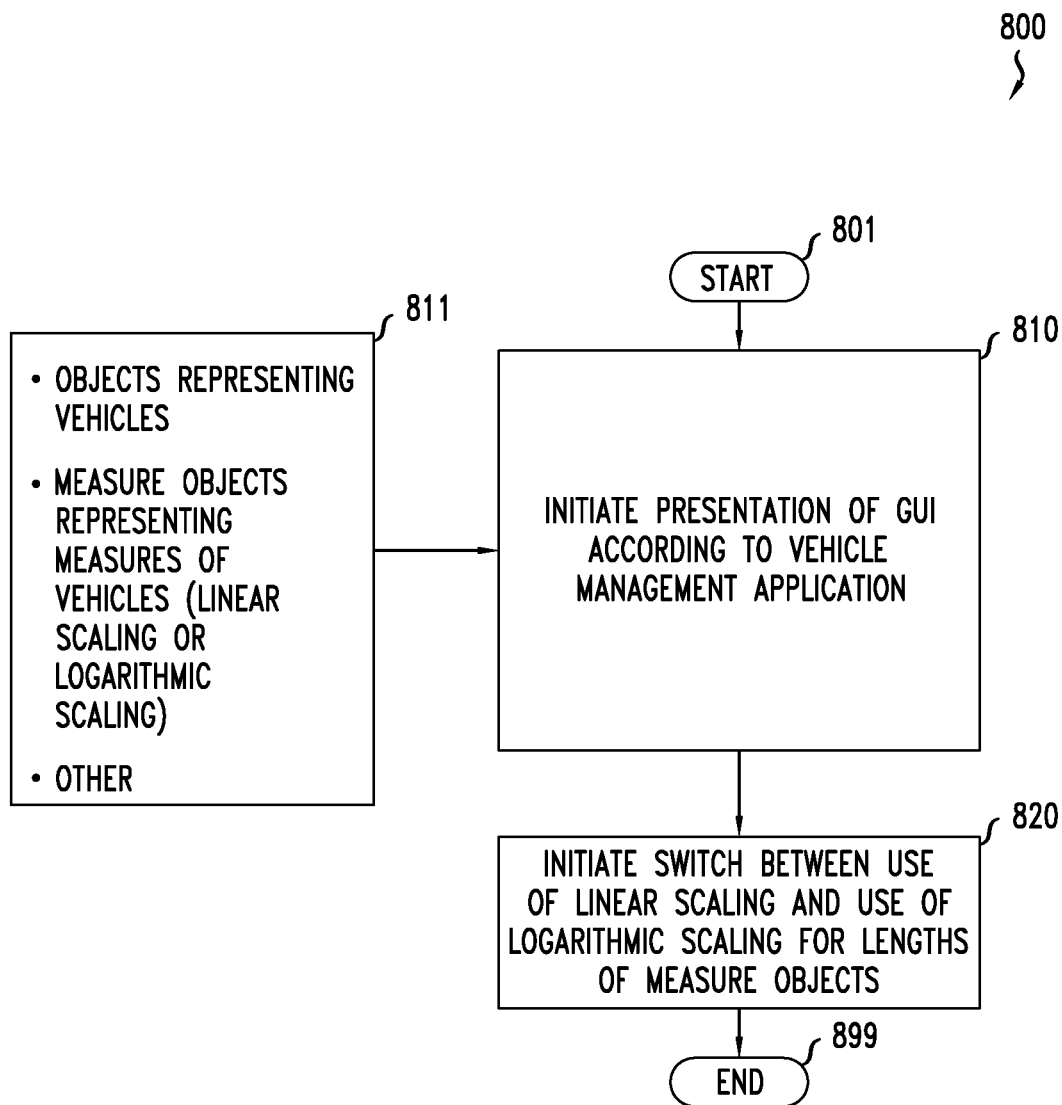 800
801
START
811
• OBJECTS REPRESENTING
VEHICLES
• MEASURE OBJECTS
REPRESENTING
MEASURES OF
VEHICLES (LINEAR
SCALING OR
LOGARITHMIC
SCALING)
• OTHER
810
INITIATE PRESENTATION OF GUI
ACCORDING TO VEHICLE
MANAGEMENT APPLICATION
820
INITIATE SWITCH BETWEEN USE
OF LINEAR SCALING AND USE OF
LOGARITHMIC SCALING FOR LENGTHS
OF MEASURE OBJECTS
899
END